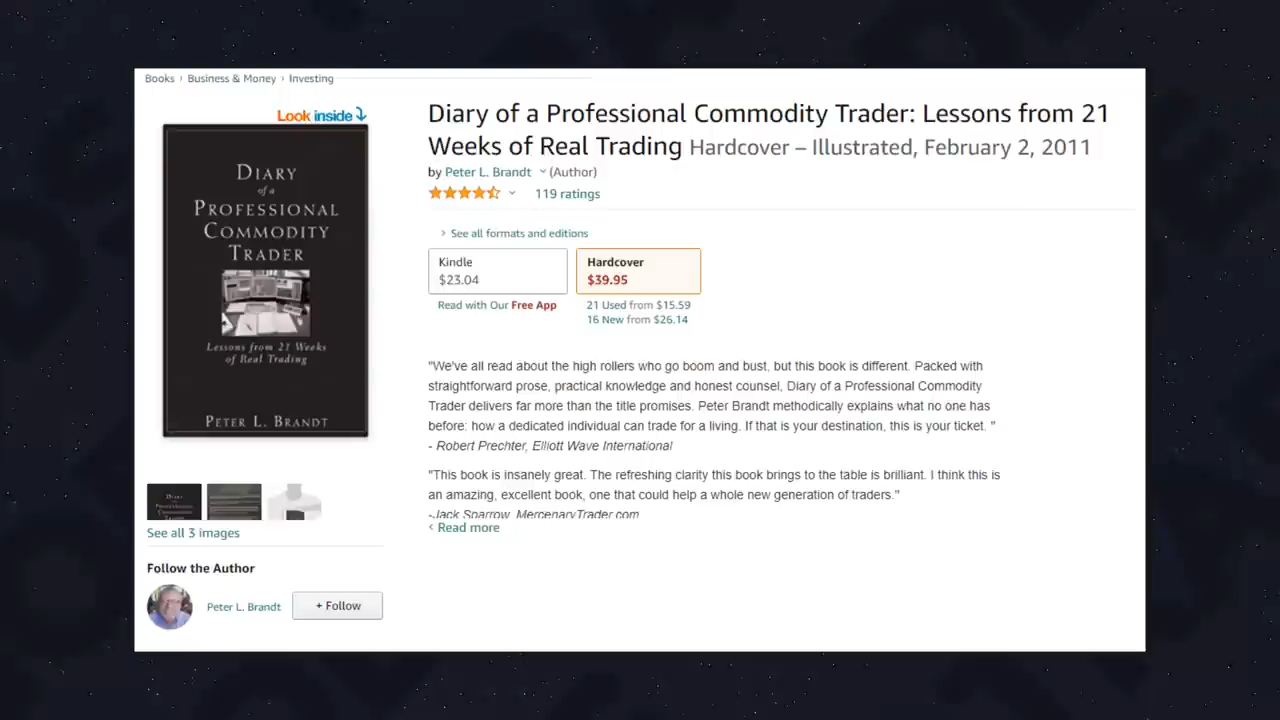 Books › Business & Money › Investing
Look inside
DIARY
of a
PROFESSIONAL
COMMODITY
TRADER
Lessons from 21 Weeks
of Real Trading
PETER L. BRANDT
See all 3 images
Follow the Author
Peter L. Brandt
+ Follow
Diary of a Professional Commodity Trader: Lessons from 21
Weeks of Real Trading Hardcover – Illustrated, February 2, 2011
by Peter L. Brandt (Author)
119 ratings
› See all formats and editions
Kindle
$23.04
Read with Our Free App
Hardcover
$39.95
21 Used from $15.59
16 New from $26.14
"We've all read about the high rollers who go boom and bust, but this book is different. Packed with
straightforward prose, practical knowledge and honest counsel, Diary of a Professional Commodity
Trader delivers far more than the title promises. Peter Brandt methodically explains what no one has
before: how a dedicated individual can trade for a living. If that is your destination, this is your ticket. "
- Robert Prechter, Elliott Wave International
"This book is insanely great. The refreshing clarity this book brings to the table is brilliant. I think this is
an amazing, excellent book, one that could help a whole new generation of traders."
-Jack Sparrow, MercenaryTrader.com
‹ Read more